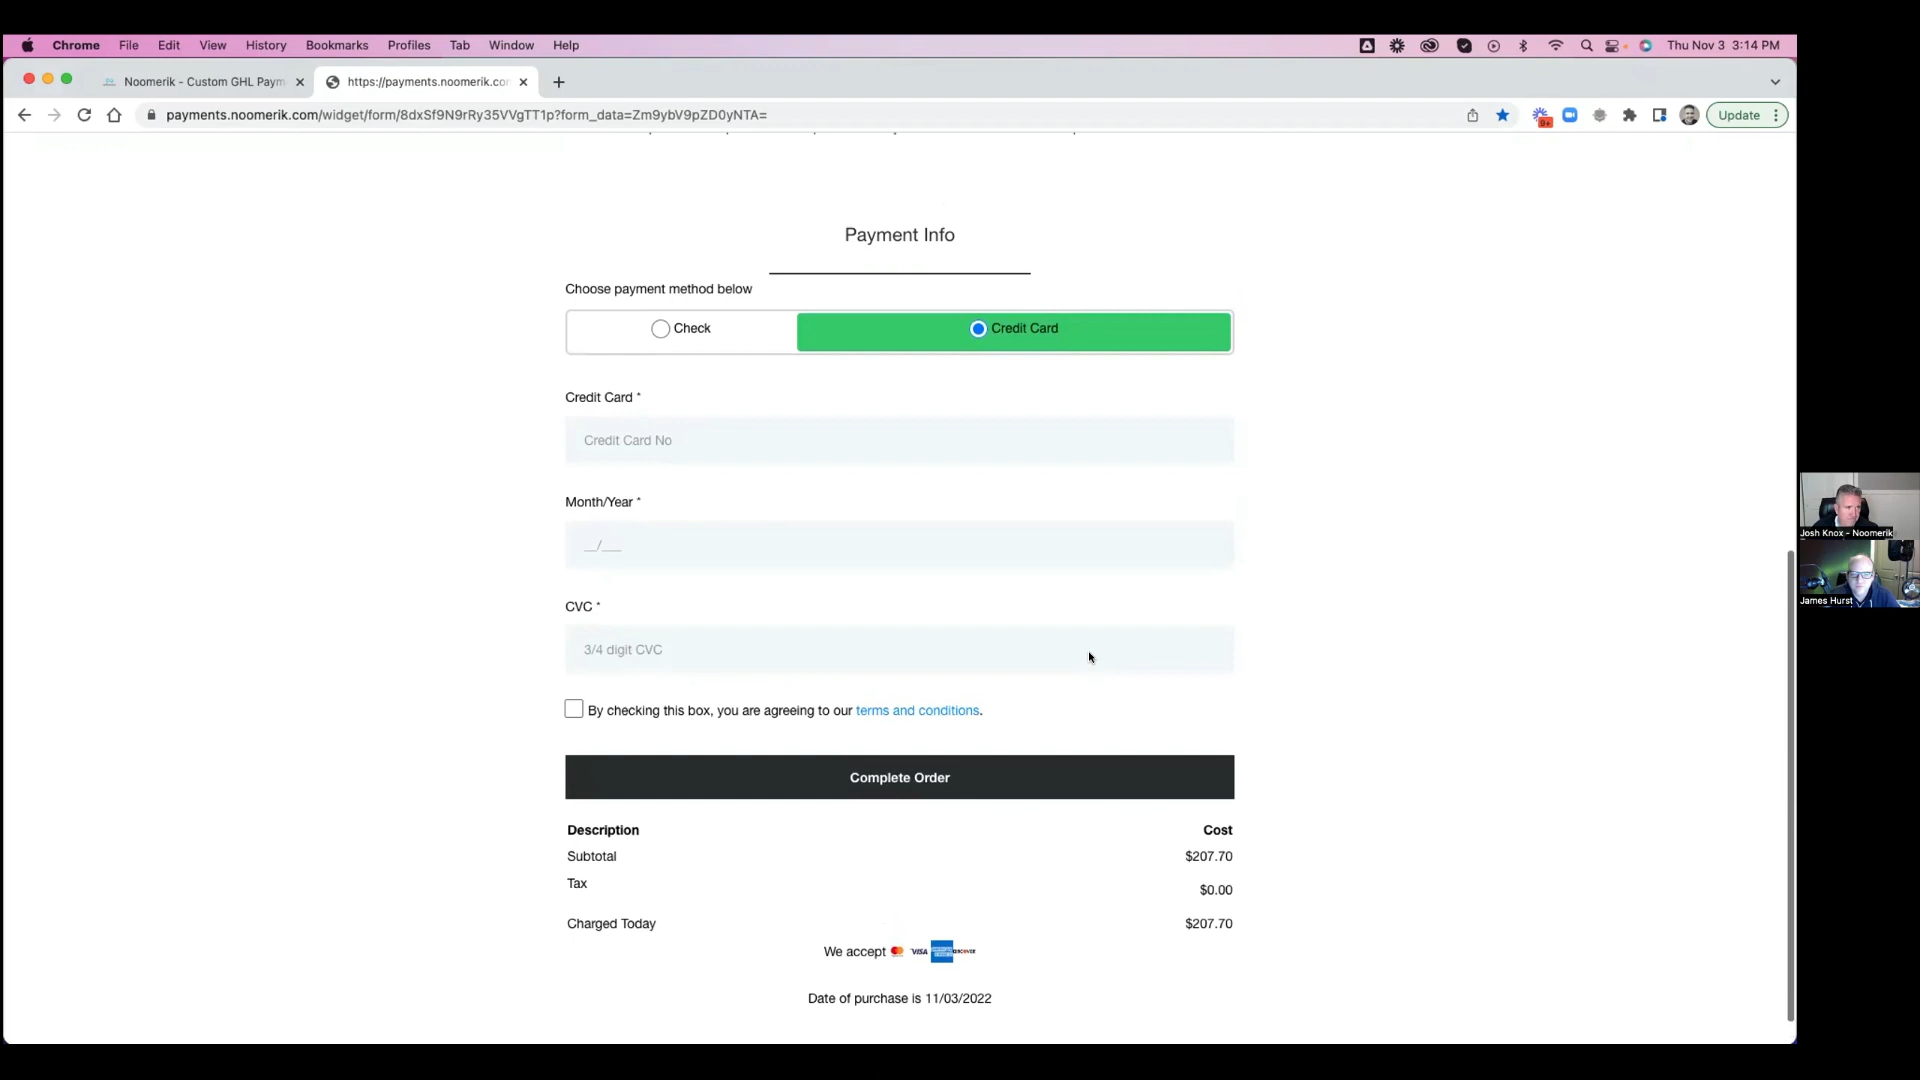 Chrome File Edit View History Bookmarks Profiles Tab Window Help Thu Nov 3 3:14 PM
Noomerik - Custom GHL Paym https://payments.noomerik.co
payments.noomerik.com/widget/form/8dxSf9N9rRy35VVgTT1p?form_data=Zm9ybV9pZD0yNTA= 9+ Update
Payment Info
Choose payment method below
Check Credit Card
Credit Card *
Credit Card No
Month/Year *
__/___
CVC *
3/4 digit CVC
By checking this box, you are agreeing to our terms and conditions.
Complete Order
Description Cost
Subtotal $207.70
Tax $0.00
Charged Today $207.70
We accept VISA DISCOVER
Date of purchase is 11/03/2022
Josh Knox - Noomerik
James Hurst